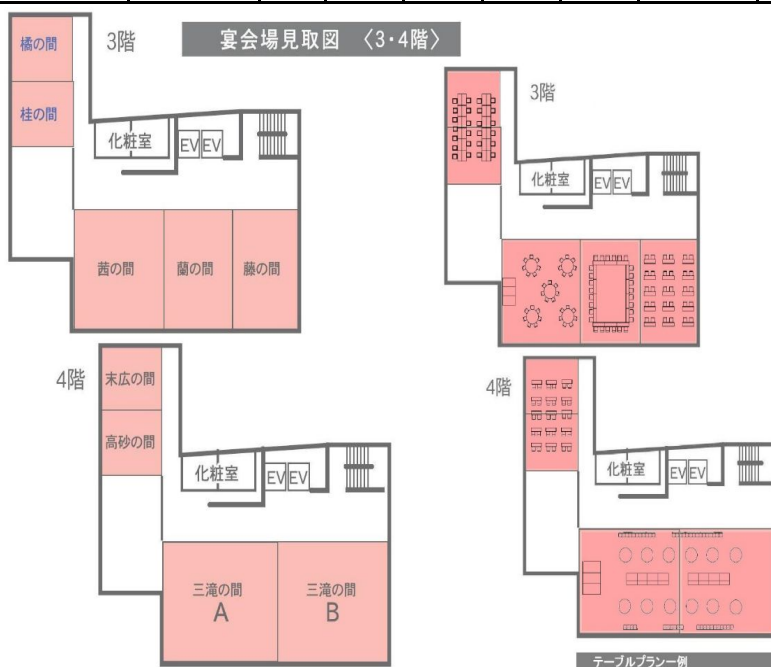 宴会場見取図 〈3・4階〉
3階
橘の間
桂の間
化粧室
EV EV
茜の間
蘭の間
藤の間
3階
化粧室
EV EV
4階
末広の間
高砂の間
化粧室
EV EV
三滝の間
A
三滝の間
B
4階
化粧室
EV EV
テーブルプラン一例